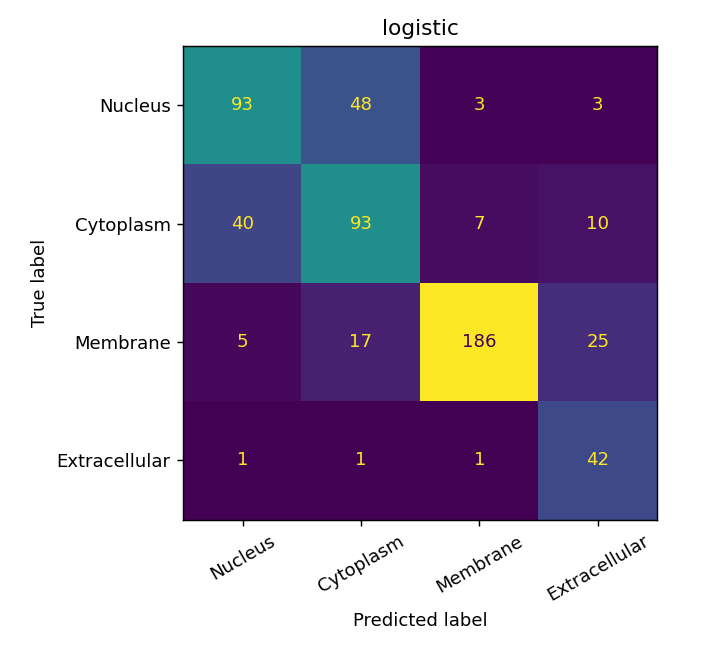 logistic
True label
Nucleus 93 48 3 3
Cytoplasm 40 93 7 10
Membrane 5 17 186 25
Extracellular 1 1 1 42
Nucleus Cytoplasm Membrane Extracellular
Predicted label